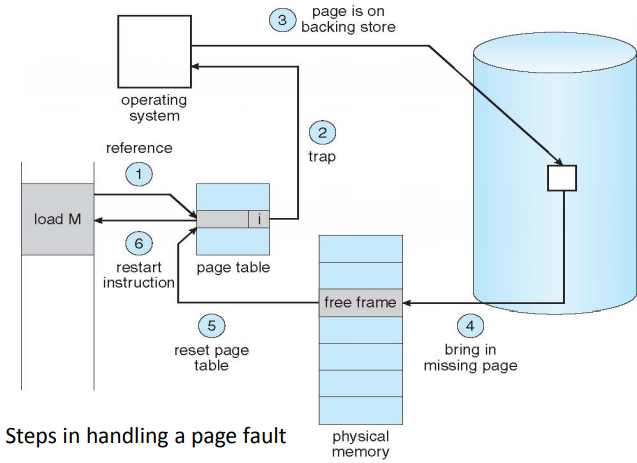 3
page is on
backing store
operating
system
2
trap
reference
1
load M
i
6
restart
instruction
page table
free frame
5
reset page
table
4
bring in
missing page
physical
memory
Steps in handling a page fault